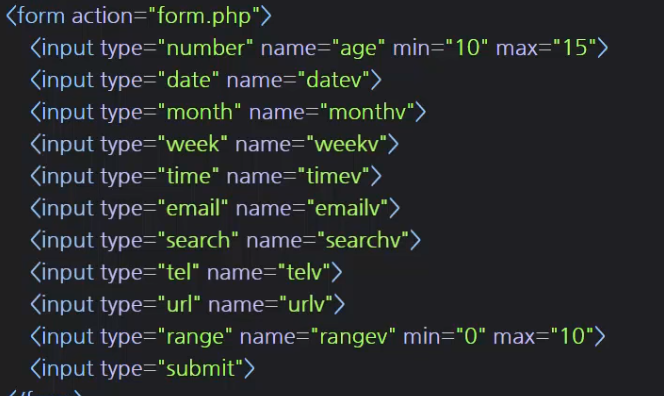 <form action="form.php">
<input type="number" name="age" min="10" max="15">
<input type="date" name="datev">
<input type="month" name="monthv">
<input type="week" name="weekv">
<input type="time" name="timev">
<input type="email" name="emailv">
<input type="search" name="searchv">
<input type="tel" name="telv">
<input type="url" name="urlv">
<input type="range" name="rangev" min="0" max="10">
<input type="submit">